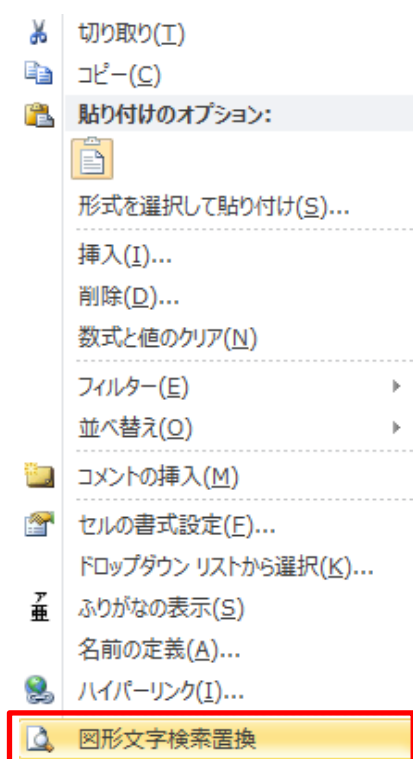 切り取り(T)
コピー(C)
貼り付けのオプション:
形式を選択して貼り付け(S)...
挿入(I)...
削除(D)...
数式と値のクリア(N)
フィルター(E)
並べ替え(O)
コメントの挿入(M)
セルの書式設定(F)...
ドロップダウン リストから選択(K)...
ア亜 ふりがなの表示(S)
名前の定義(A)...
ハイパーリンク(I)...
図形文字検索置換